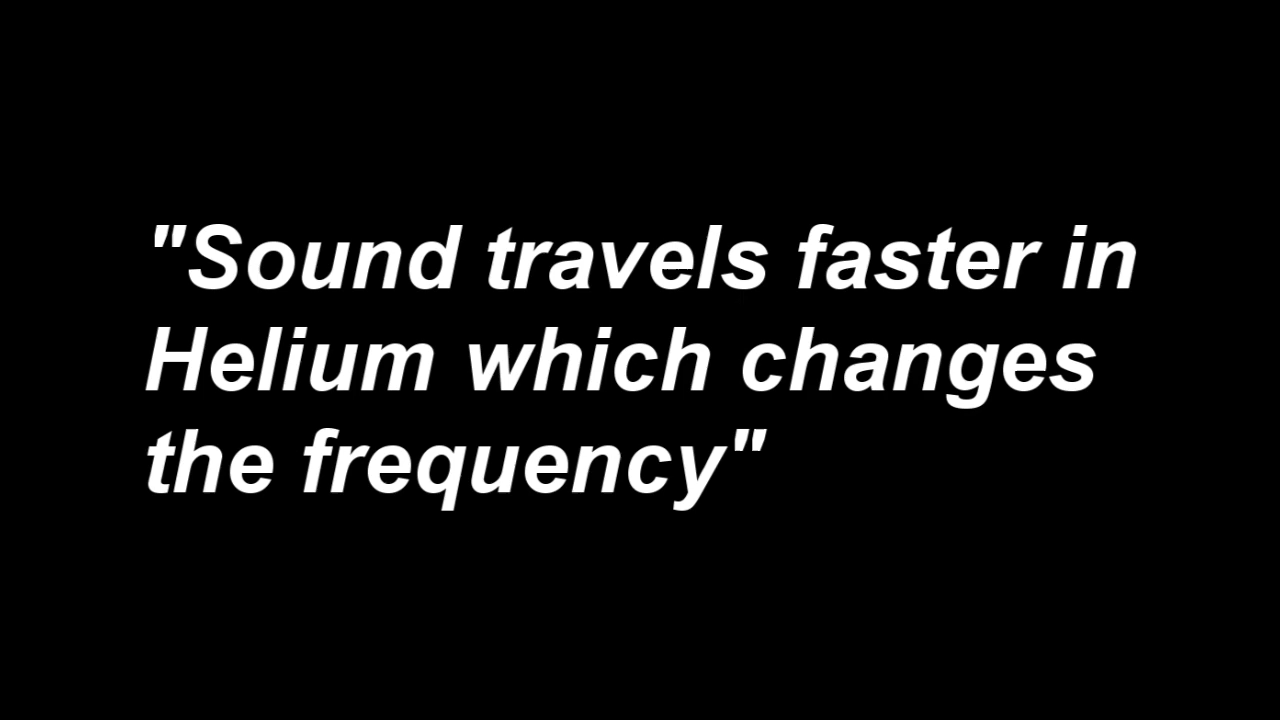 "Sound travels faster in
Helium which changes
the frequency"